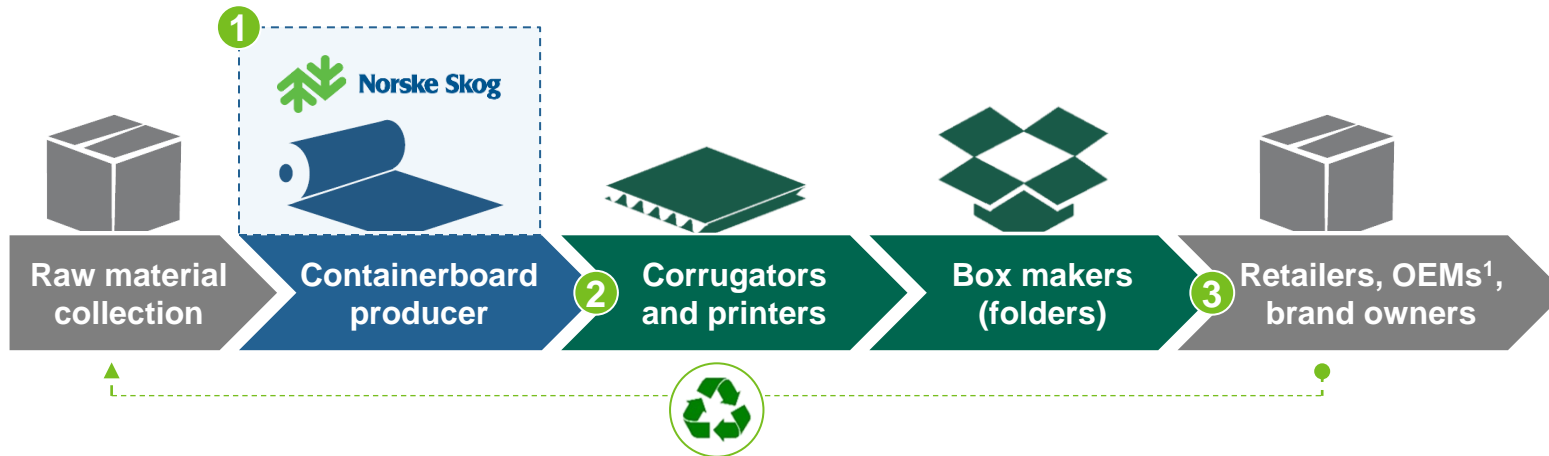 1
Norske Skog
Raw material
collection
Containerboard
producer
2
Corrugators
and printers
Box makers
(folders)
3
Retailers, OEMs¹,
brand owners